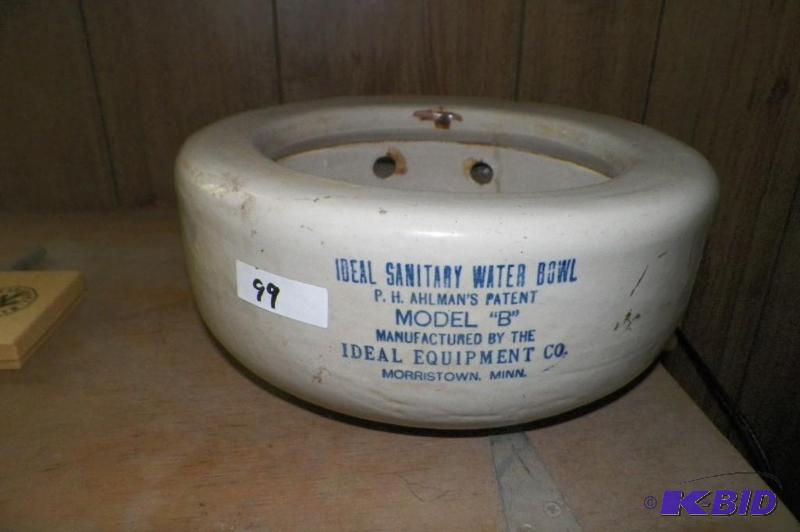 IDEAL SANITARY WATER BOWL
P. H. AHLMAN'S PATENT
MODEL "B"
MANUFACTURED BY THE
IDEAL EQUIPMENT CO.
MORRISTOWN, MINN.
99
© K-BID